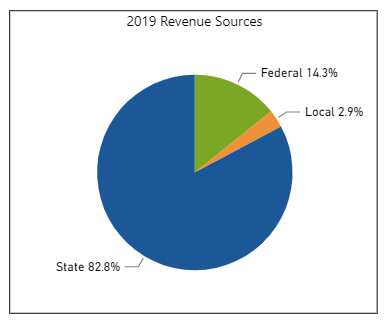 2019 Revenue Sources
Federal 14.3%
Local 2.9%
State 82.8%